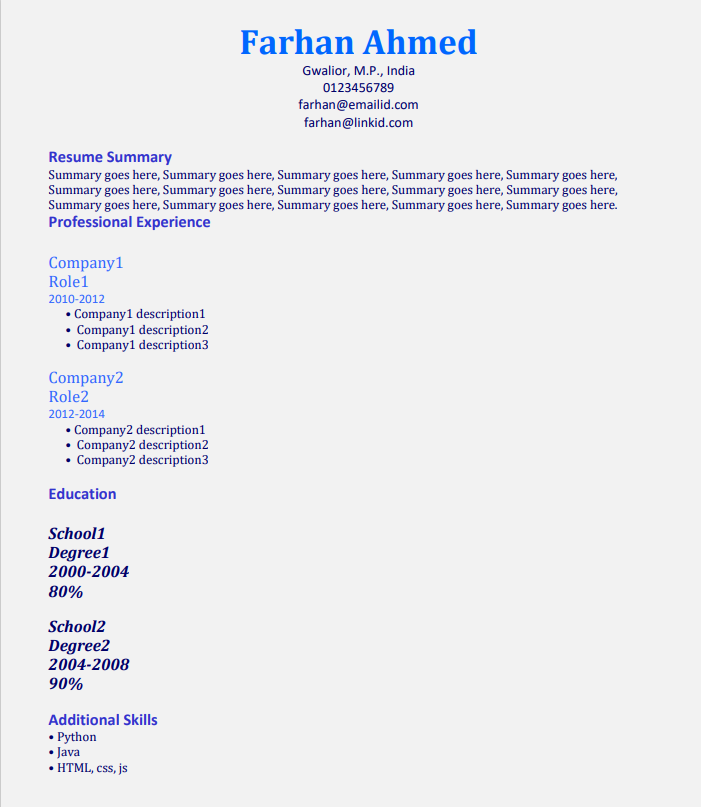 Farhan Ahmed
Gwalior, M.P., India
0123456789
farhan@emailid.com
farhan@linkid.com
Resume Summary
Summary goes here, Summary goes here, Summary goes here, Summary goes here, Summary goes here,
Summary goes here, Summary goes here, Summary goes here, Summary goes here, Summary goes here,
Summary goes here, Summary goes here, Summary goes here, Summary goes here, Summary goes here.
Professional Experience
Company1
Role1
2010-2012
• Company1 description1
• Company1 description2
• Company1 description3
Company2
Role2
2012-2014
• Company2 description1
• Company2 description2
• Company2 description3
Education
School1
Degree1
2000-2004
80%
School2
Degree2
2004-2008
90%
Additional Skills
• Python
• Java
• HTML, css, js